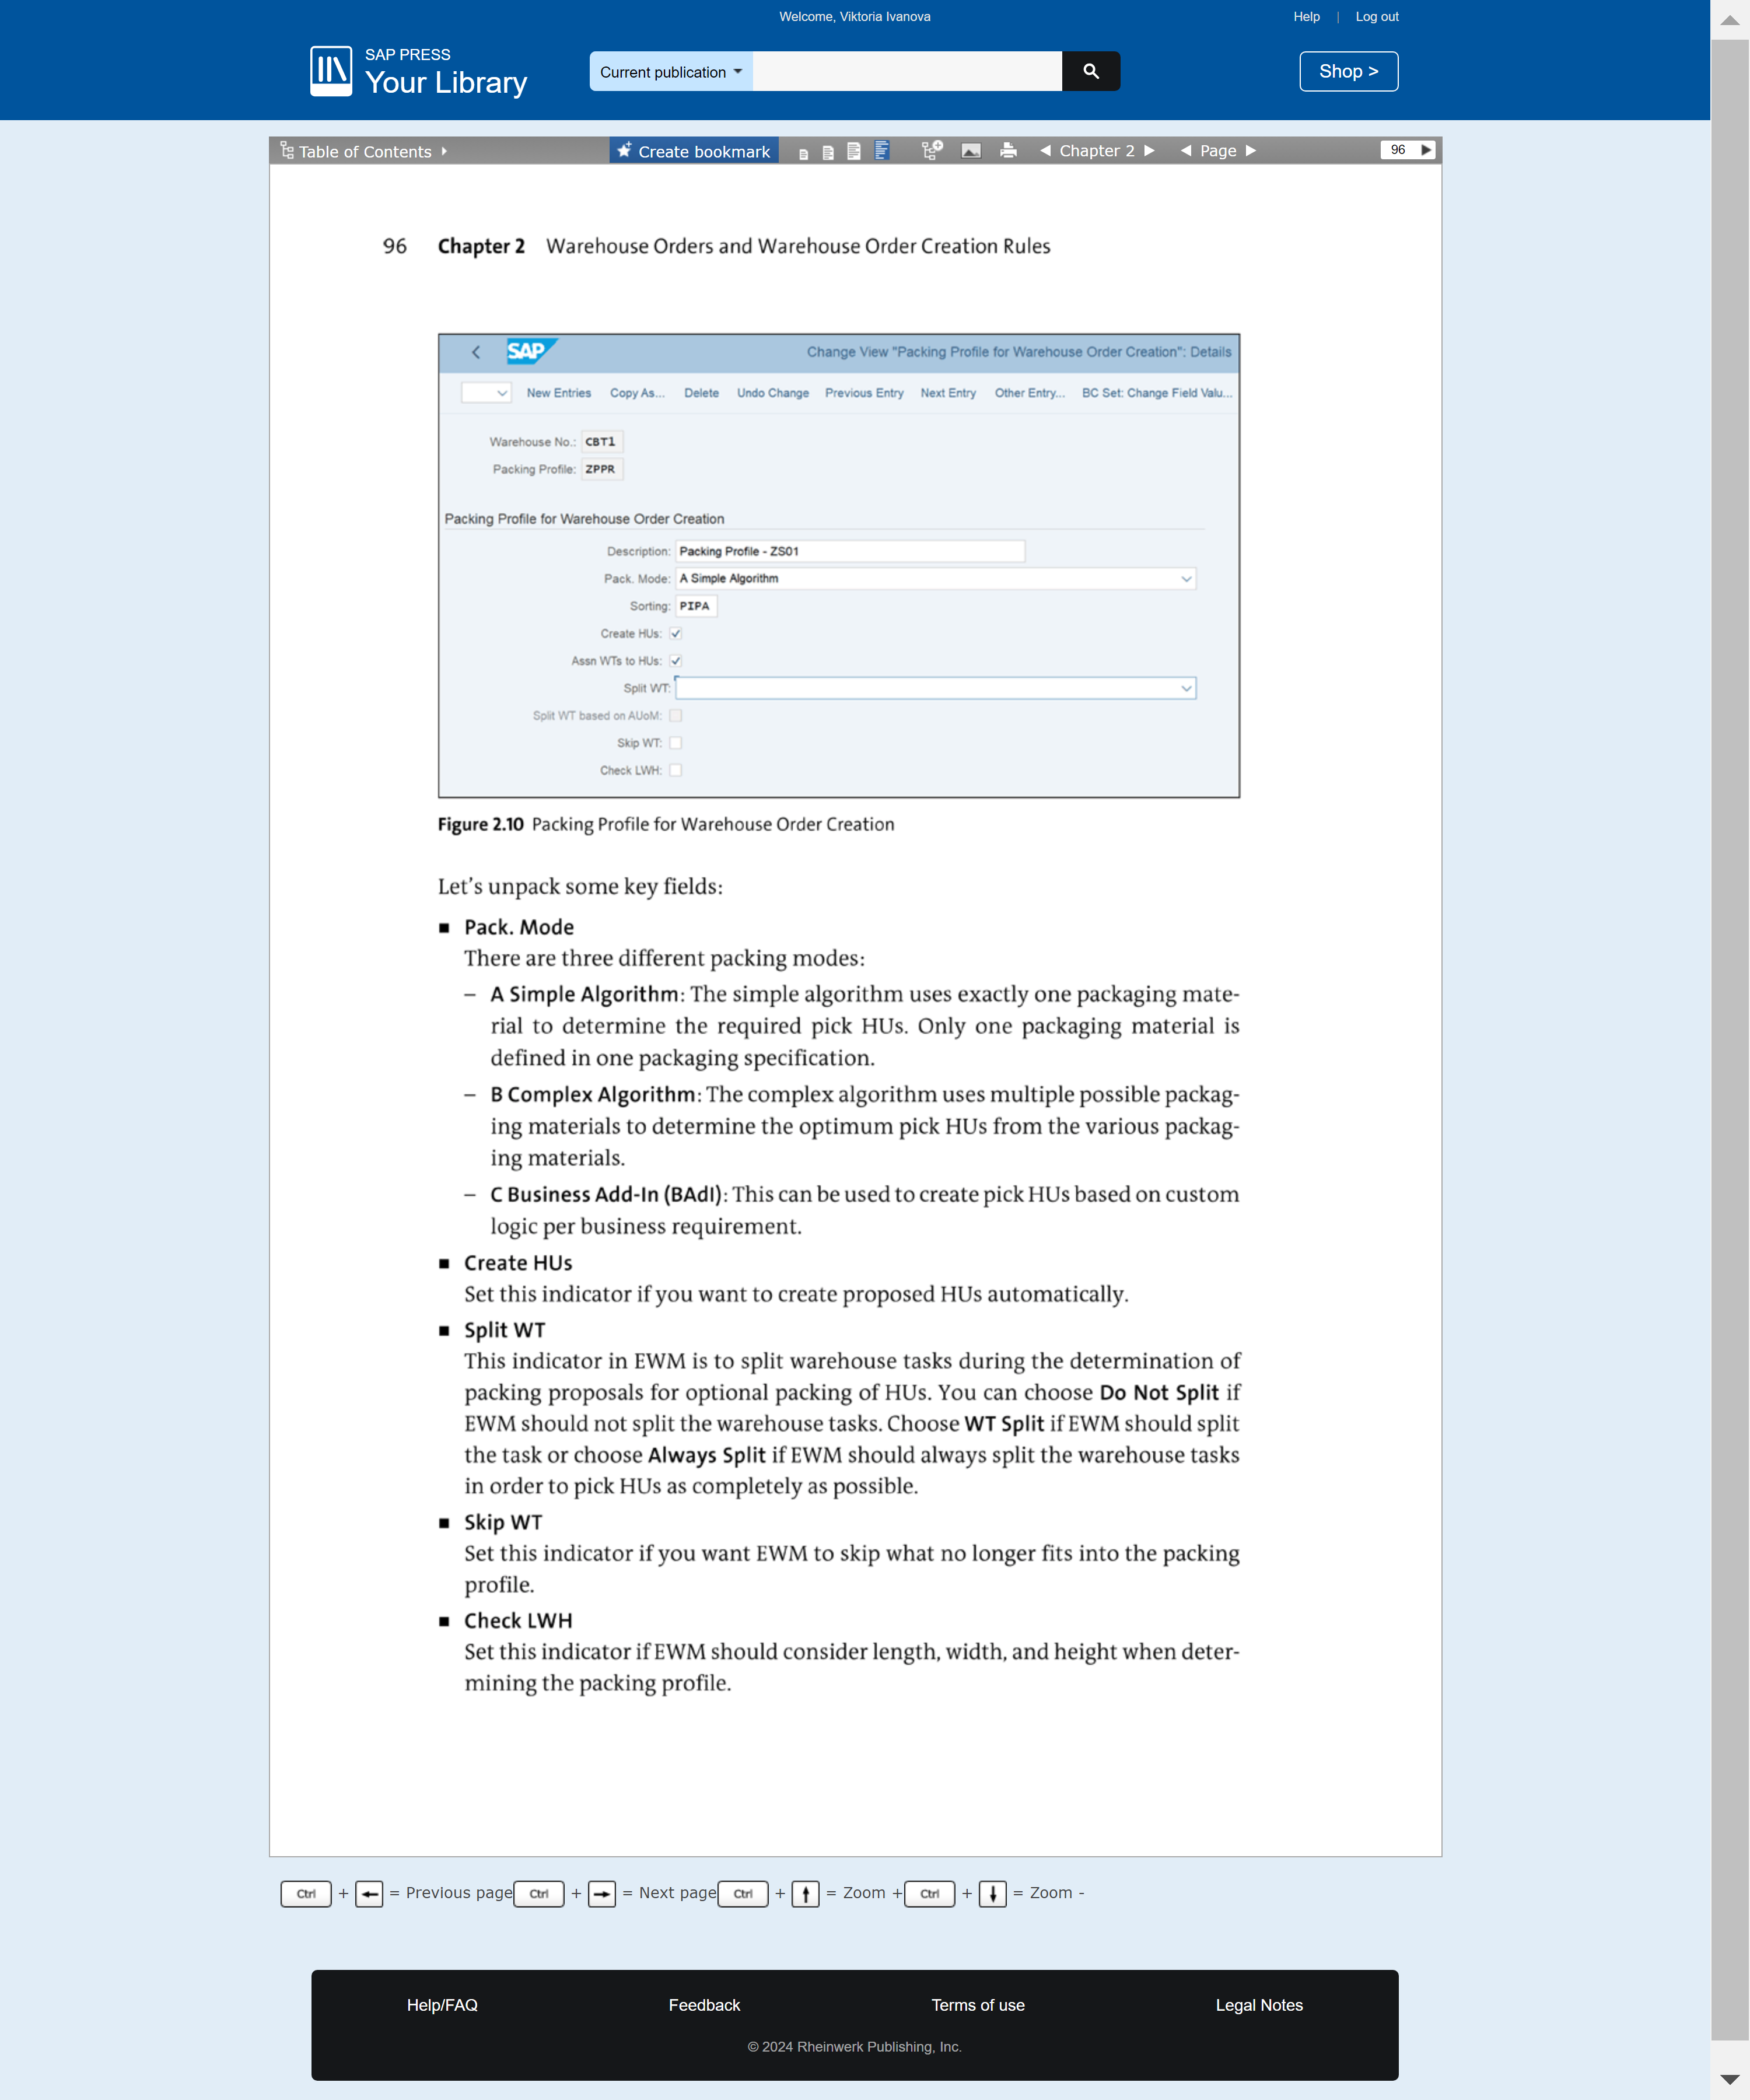 Welcome, Viktoria Ivanova
Help | Log out
SAP PRESS
Your Library
Current publication
Shop >
Table of Contents
Create bookmark
Chapter 2
Page
96
96 Chapter 2 Warehouse Orders and Warehouse Order Creation Rules
SAP
Change View "Packing Profile for Warehouse Order Creation": Details
New Entries Copy As... Delete Undo Change Previous Entry Next Entry Other Entry... BC Set: Change Field Valu...
Warehouse No.: CBT1
Packing Profile: ZPPR
Packing Profile for Warehouse Order Creation
Description: Packing Profile - ZS01
Pack. Mode: A Simple Algorithm
Sorting: PIPA
Create HUs:
Assn WTs to HUs:
Split WT:
Split WT based on AUoM:
Skip WT:
Check LWH:
Figure 2.10 Packing Profile for Warehouse Order Creation
Let's unpack some key fields:
■ Pack. Mode
There are three different packing modes:
– A Simple Algorithm: The simple algorithm uses exactly one packaging mate-
rial to determine the required pick HUs. Only one packaging material is
defined in one packaging specification.
– B Complex Algorithm: The complex algorithm uses multiple possible packag-
ing materials to determine the optimum pick HUs from the various packag-
ing materials.
– C Business Add-In (BAdI): This can be used to create pick HUs based on custom
logic per business requirement.
■ Create HUs
Set this indicator if you want to create proposed HUs automatically.
■ Split WT
This indicator in EWM is to split warehouse tasks during the determination of
packing proposals for optional packing of HUs. You can choose Do Not Split if
EWM should not split the warehouse tasks. Choose WT Split if EWM should split
the task or choose Always Split if EWM should always split the warehouse tasks
in order to pick HUs as completely as possible.
■ Skip WT
Set this indicator if you want EWM to skip what no longer fits into the packing
profile.
■ Check LWH
Set this indicator if EWM should consider length, width, and height when deter-
mining the packing profile.
Ctrl + ← = Previous page Ctrl + → = Next page Ctrl + ↑ = Zoom + Ctrl + ↓ = Zoom -
Help/FAQ Feedback Terms of use Legal Notes
© 2024 Rheinwerk Publishing, Inc.